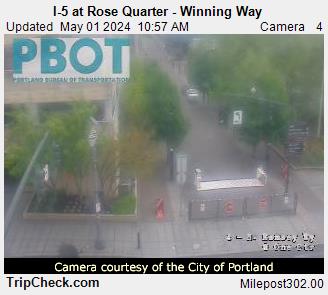 I-5 at Rose Quarter - Winning Way
Updated May 01 2024 10:57 AM Camera 4
PBOT
PORTLAND BUREAU OF TRANSPORTATION
Camera courtesy of the City of Portland
TripCheck.com Milepost302.00